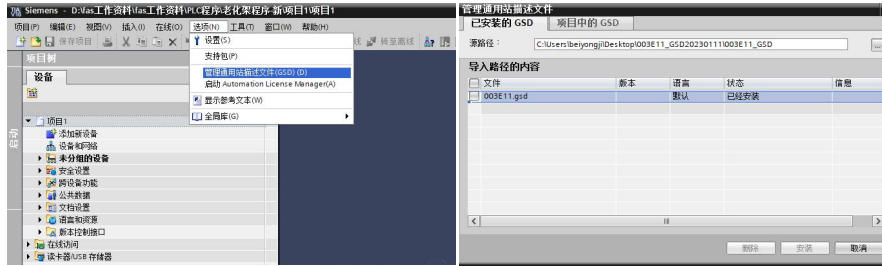 Siemens - D:\fas工作资料\fas工作资料\PLC程序\老化架程序\新项目1\项目1
项目(P) 编辑(E) 视图(V) 插入(I) 在线(O) 选项(N) 工具(T) 窗口(W) 帮助(H)
保存项目
转至离线
设置(S)
支持包(P)
管理通用站描述文件(GSD) (D)
启动 Automation License Manager(A)
显示参考文本(W)
全局库(G)
项目树
设备
启动
项目1
添加新设备
设备和网络
未分组的设备
安全设置
跨设备功能
公共数据
文档设置
语言和资源
版本控制接口
在线访问
读卡器/USB 存储器
管理通用站描述文件
已安装的 GSD 项目中的 GSD
源路径: C:\Users\beiyongji\Desktop\003E11_GSD20230111\003E11_GSD ...
导入路径的内容
文件 版本 语言 状态 信息
003E11.gsd 默认 已经安装
删除 安装 取消